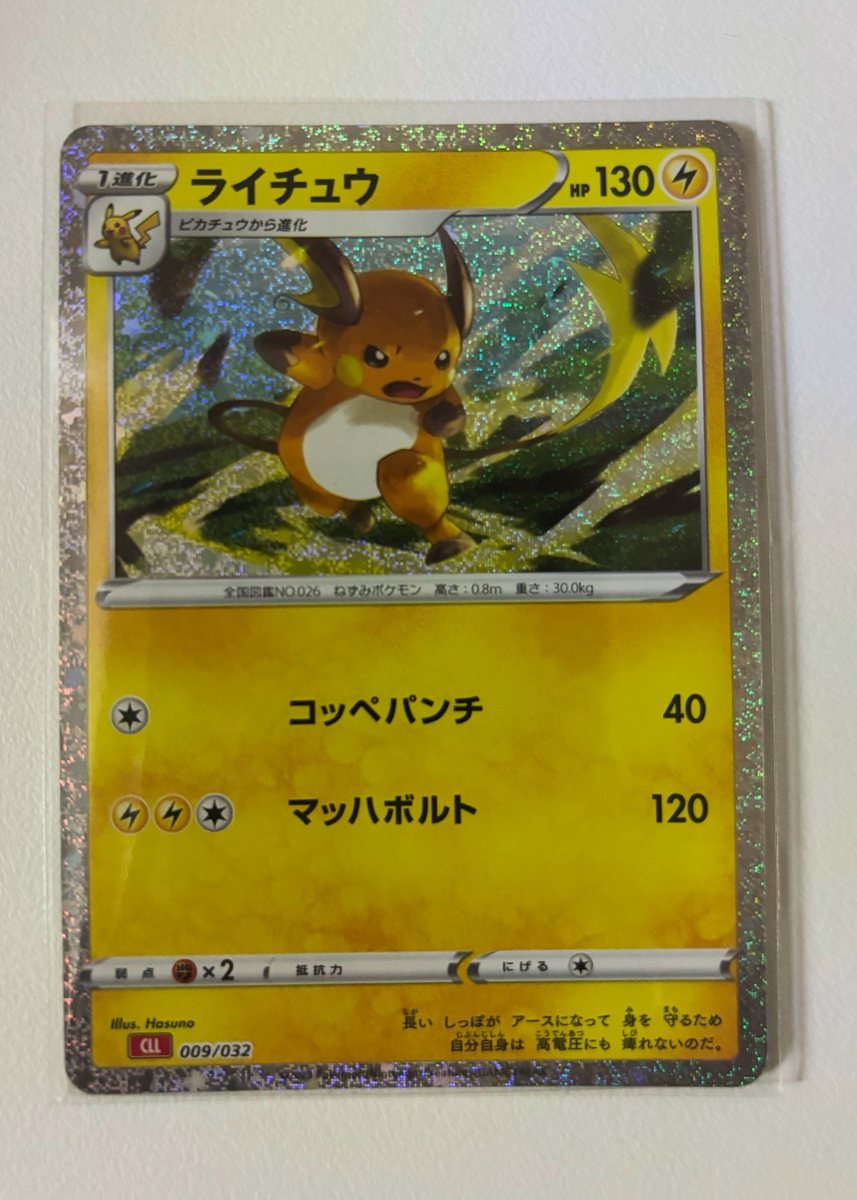 1進化
ライチュウ
HP 130
ピカチュウから進化
全国図鑑NO.026 ねずみポケモン 高さ:0.8m 重さ:30.0kg
コッペパンチ 40
マッハボルト 120
弱点 ×2 抵抗力 にげる
Illus. Hasuno
CLL 009/032
長い しっぽが アースになって 身を 守るため
自分自身は 高電圧にも 痺れないのだ。